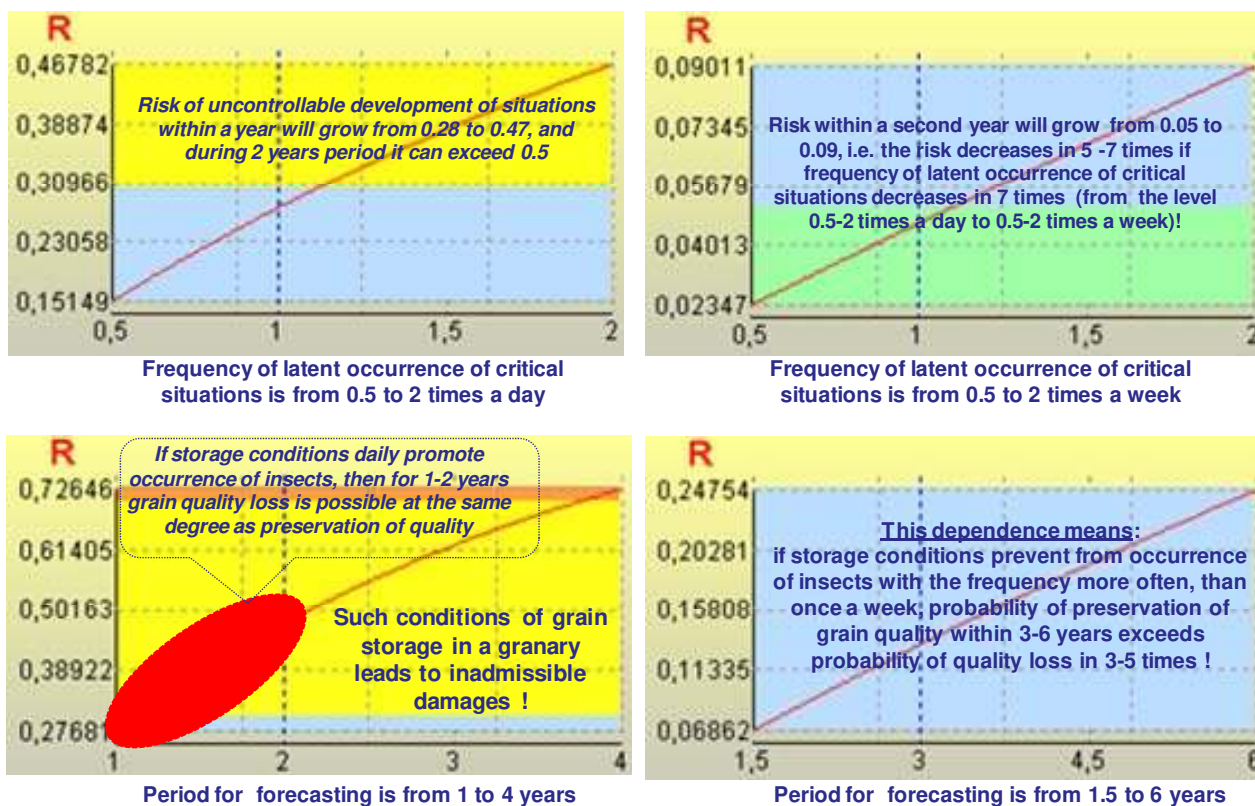 R
0,46782
0,38874
0,30966
0,23058
0,15149
Risk of uncontrollable development of situations
within a year will grow from 0.28 to 0.47, and
during 2 years period it can exceed 0.5
0,5 1 1,5 2
Frequency of latent occurrence of critical
situations is from 0.5 to 2 times a day
R
0,09011
0,07345
0,05679
0,04013
0,02347
Risk within a second year will grow from 0.05 to
0.09, i.e. the risk decreases in 5 -7 times if
frequency of latent occurrence of critical
situations decreases in 7 times (from the level
0.5-2 times a day to 0.5-2 times a week)!
0,5 1 1,5 2
Frequency of latent occurrence of critical
situations is from 0.5 to 2 times a week
R
0,72646
0,61405
0,50163
0,38922
0,27681
If storage conditions daily promote
occurrence of insects, then for 1-2 years
grain quality loss is possible at the same
degree as preservation of quality
Such conditions of grain
storage in a granary
leads to inadmissible
damages !
1 2 3 4
Period for forecasting is from 1 to 4 years
R
0,24754
0,20281
0,15808
0,11335
0,06862
This dependence means:
if storage conditions prevent from occurrence
of insects with the frequency more often, than
once a week, probability of preservation of
grain quality within 3-6 years exceeds
probability of quality loss in 3-5 times !
1,5 3 4,5 6
Period for forecasting is from 1.5 to 6 years